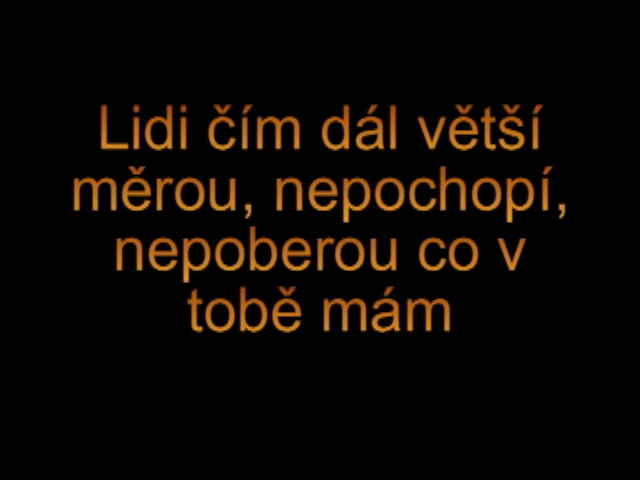 Lidi čím dál větší
měrou, nepochopí,
nepoberou co v
tobě mám